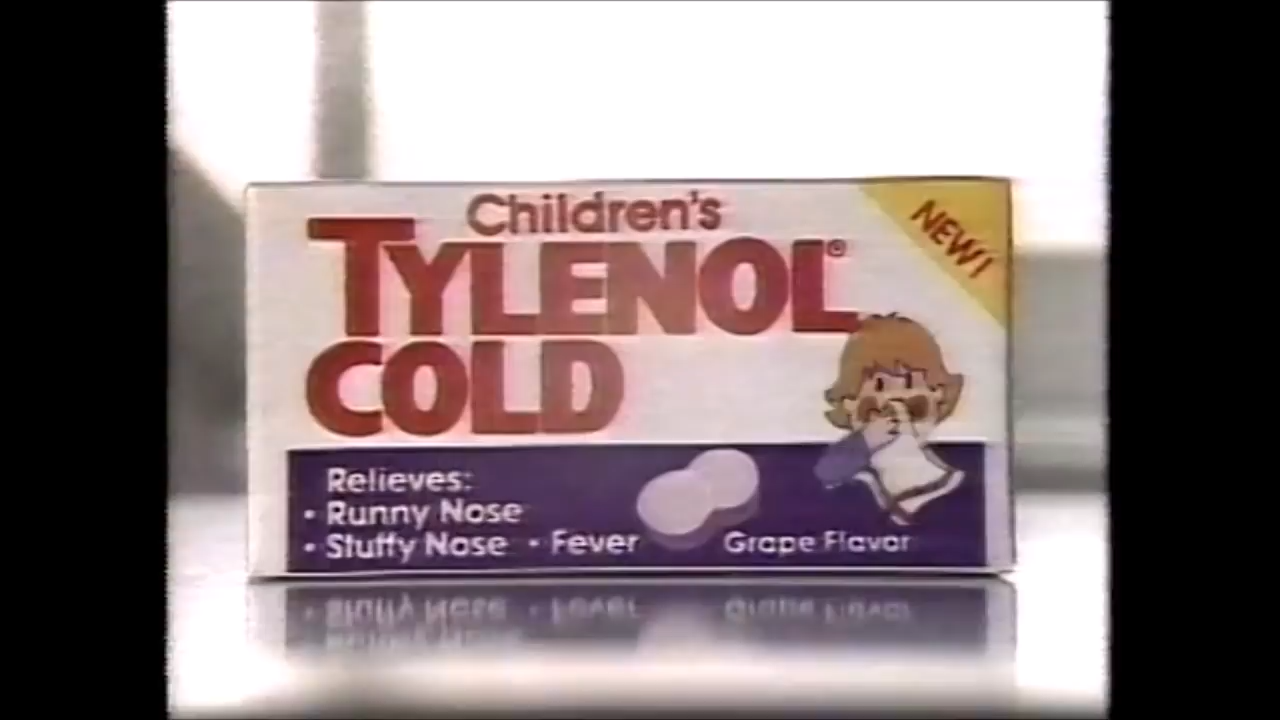 Children's
TYLENOL®
COLD
NEW!
Relieves:
• Runny Nose
• Stuffy Nose • Fever
Grape Flavor